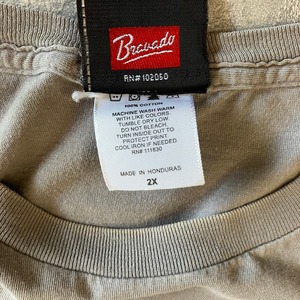 Bravado
RN# 102050
100% COTTON
MACHINE WASH WARM
WITH LIKE COLORS.
TUMBLE DRY LOW.
DO NOT BLEACH.
TURN INSIDE OUT TO
PROTECT PRINT.
COOL IRON IF NEEDED.
RN# 111830
MADE IN HONDURAS
2X